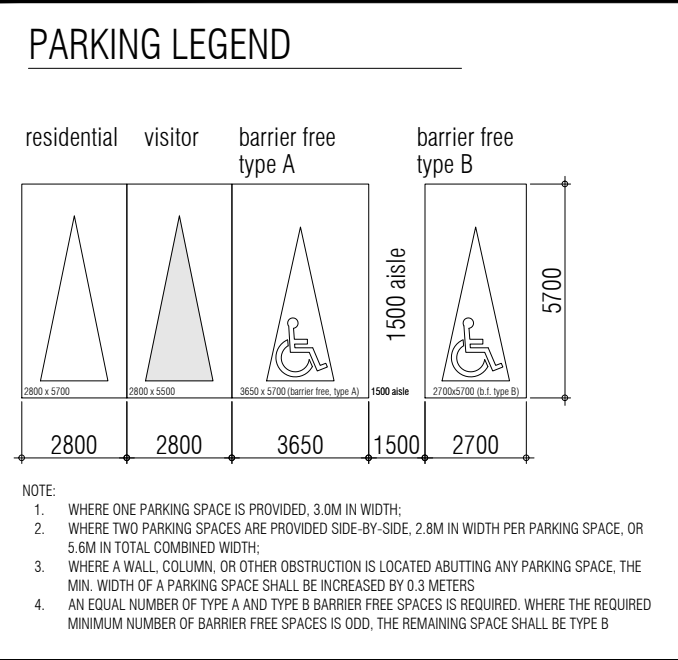 PARKING LEGEND
residential
visitor
barrier free
type A
barrier free
type B
1500 aisle
5700
2800 x 5700
2800 x 5500
3650 x 5700 (barrier free, type A)
1500 aisle
2700x5700 (b.f. type B)
2800
2800
3650
1500
2700
NOTE:
1. WHERE ONE PARKING SPACE IS PROVIDED, 3.0M IN WIDTH;
2. WHERE TWO PARKING SPACES ARE PROVIDED SIDE-BY-SIDE, 2.8M IN WIDTH PER PARKING SPACE, OR
5.6M IN TOTAL COMBINED WIDTH;
3. WHERE A WALL, COLUMN, OR OTHER OBSTRUCTION IS LOCATED ABUTTING ANY PARKING SPACE, THE
MIN. WIDTH OF A PARKING SPACE SHALL BE INCREASED BY 0.3 METERS
4. AN EQUAL NUMBER OF TYPE A AND TYPE B BARRIER FREE SPACES IS REQUIRED. WHERE THE REQUIRED
MINIMUM NUMBER OF BARRIER FREE SPACES IS ODD, THE REMAINING SPACE SHALL BE TYPE B